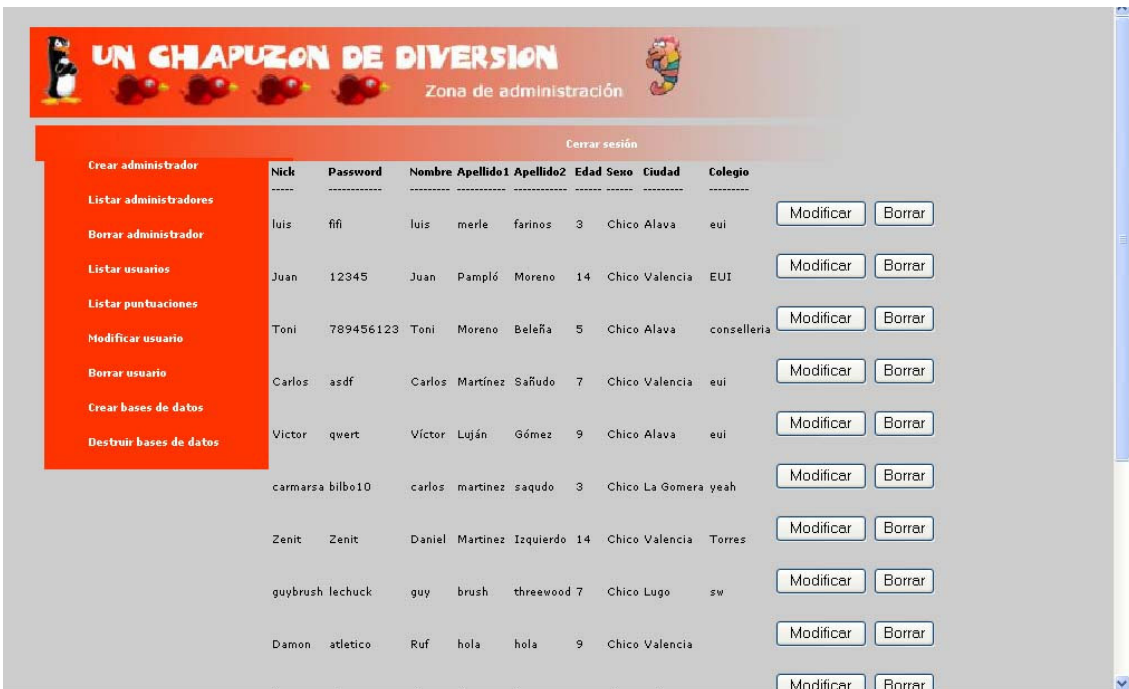 UN CHAPUZON DE DIVERSION
Zona de administración
Cerrar sesión
Crear administrador
Listar administradores
Borrar administrador
Listar usuarios
Listar puntuaciones
Modificar usuario
Borrar usuario
Crear bases de datos
Destruir bases de datos
Nick Password Nombre Apellido1 Apellido2 Edad Sexo Ciudad Colegio
----- ------------ --------- ----------- ------------ ------ ------ --------- ---------
luis fifi luis merle farinos 3 Chico Alava eui Modificar Borrar
Juan 12345 Juan Pampló Moreno 14 Chico Valencia EUI Modificar Borrar
Toni 789456123 Toni Moreno Beleña 5 Chico Alava conselleria Modificar Borrar
Carlos asdf Carlos Martínez Sañudo 7 Chico Valencia eui Modificar Borrar
Victor qwert Víctor Luján Gómez 9 Chico Alava eui Modificar Borrar
carmarsa bilbo10 carlos martinez saqudo 3 Chico La Gomera yeah Modificar Borrar
Zenit Zenit Daniel Martinez Izquierdo 14 Chico Valencia Torres Modificar Borrar
guybrush lechuck guy brush threewood 7 Chico Lugo sw Modificar Borrar
Damon atletico Ruf hola hola 9 Chico Valencia Modificar Borrar
Modificar Borrar